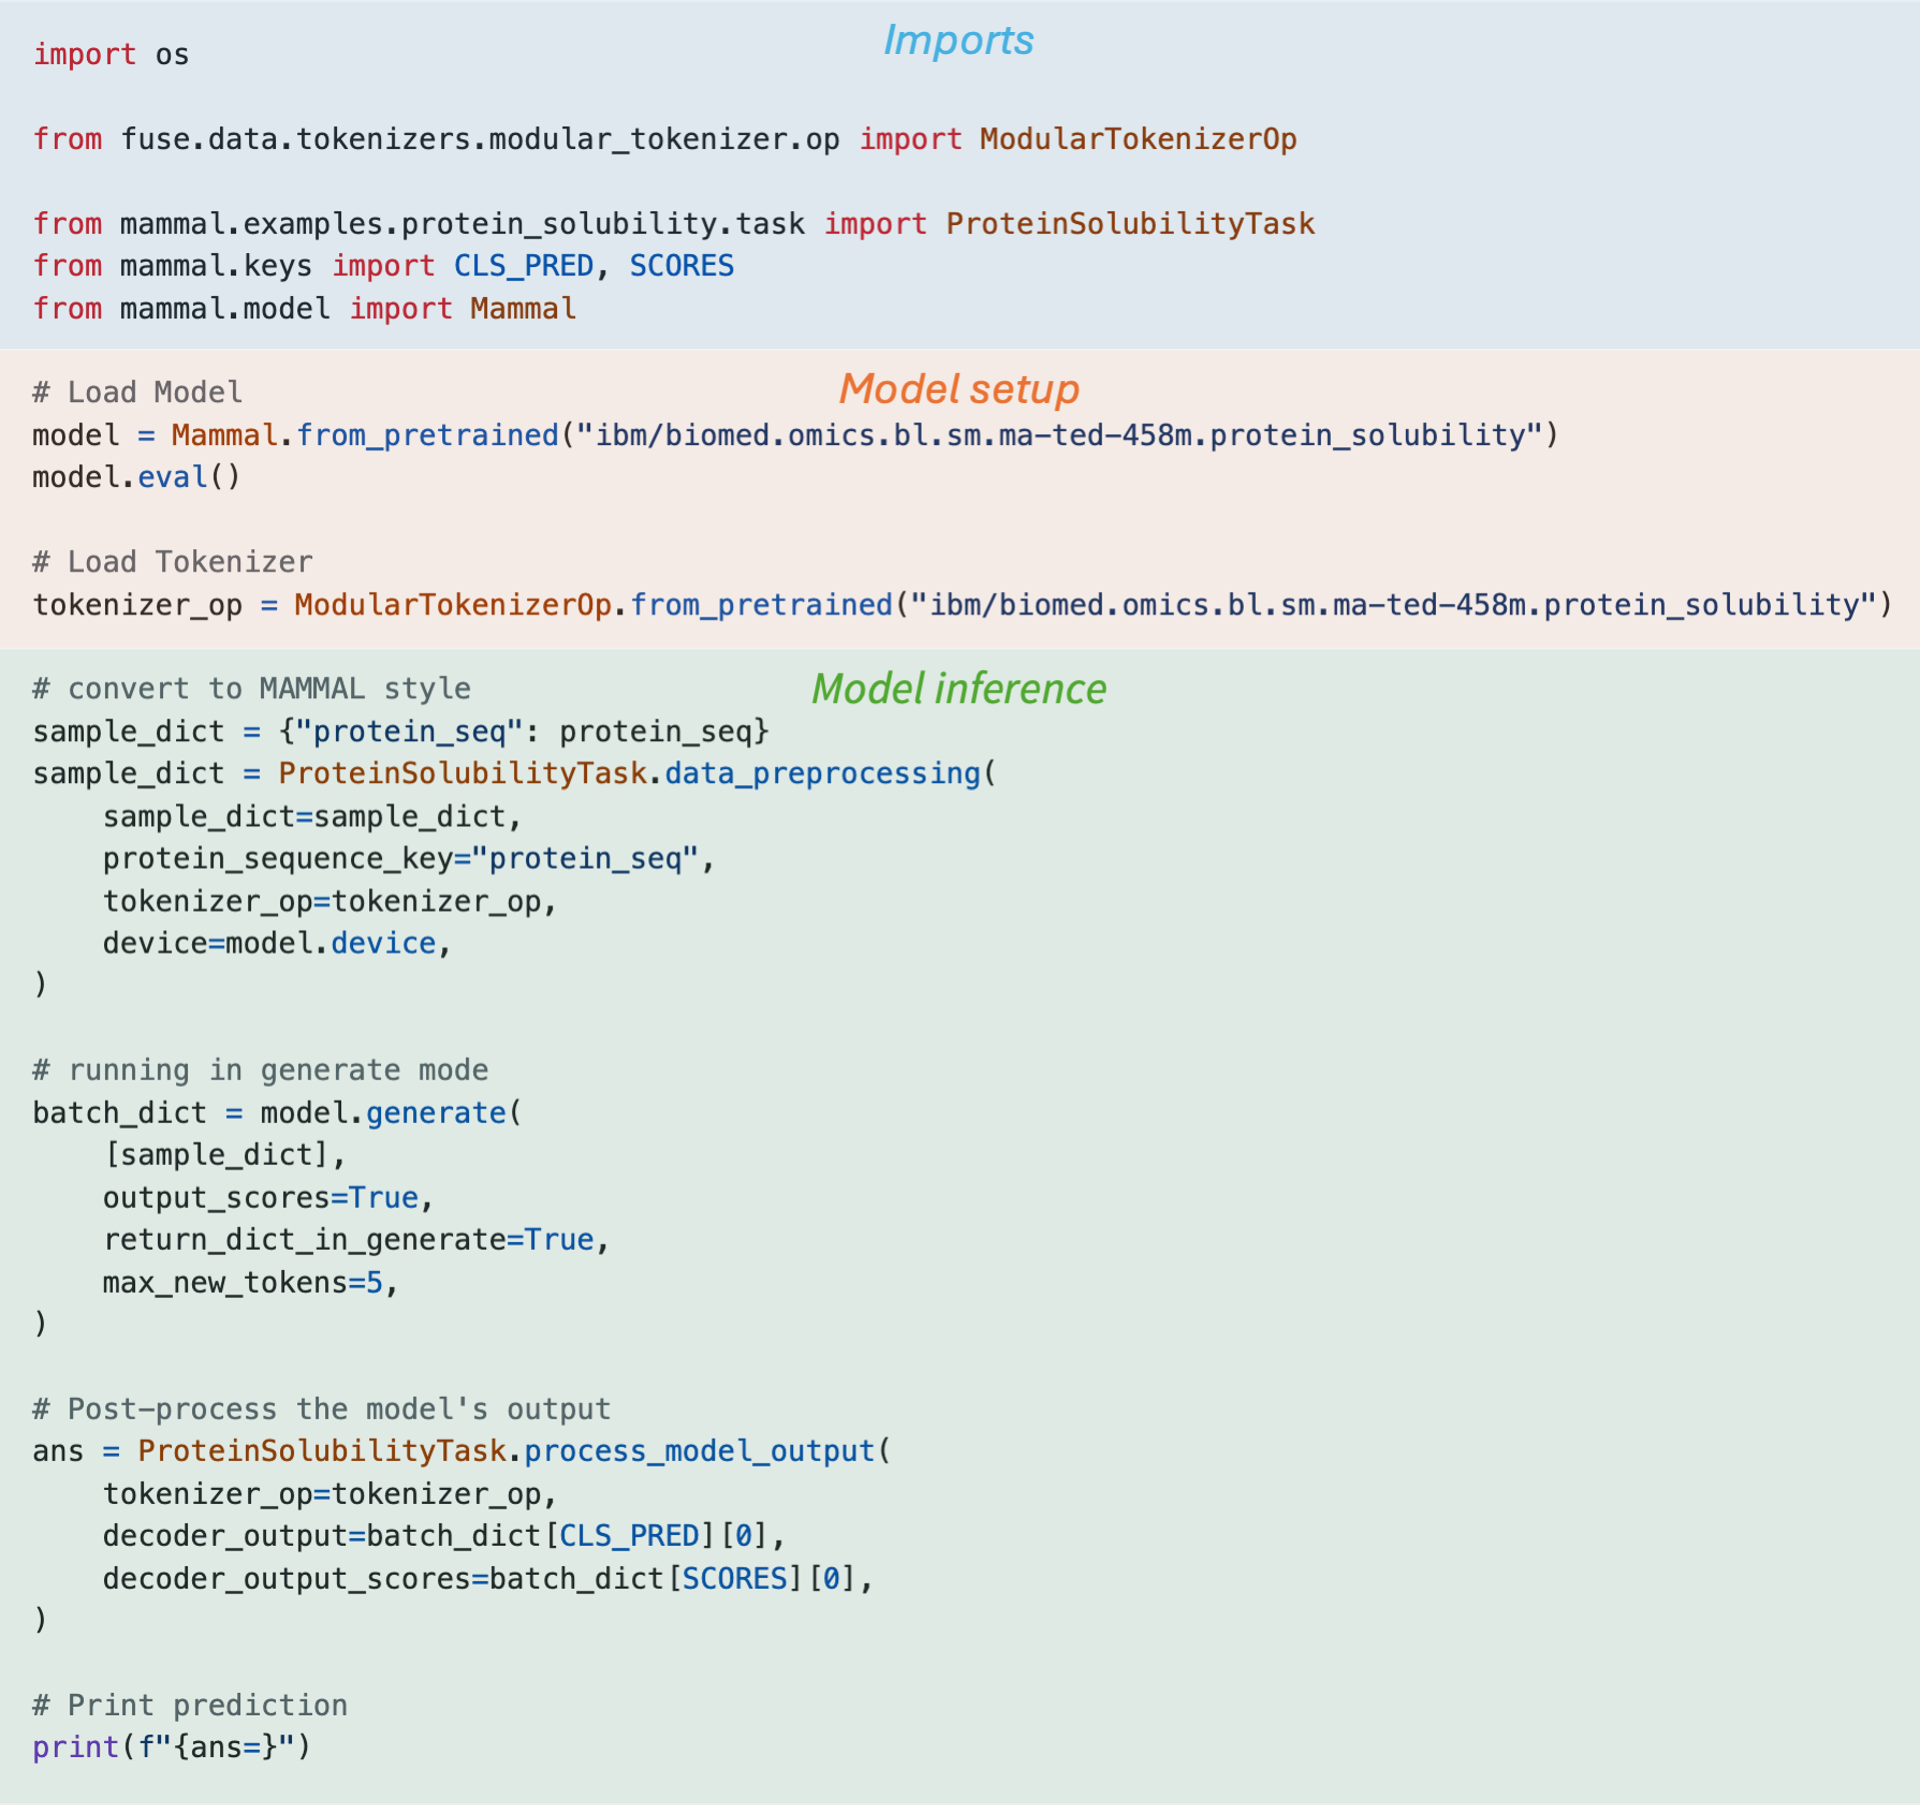 Imports
import os
from fuse.data.tokenizers.modular_tokenizer.op import ModularTokenizerOp
from mammal.examples.protein_solubility.task import ProteinSolubilityTask
from mammal.keys import CLS_PRED, SCORES
from mammal.model import Mammal
Model setup
# Load Model
model = Mammal.from_pretrained("ibm/biomed.omics.bl.sm.ma-ted-458m.protein_solubility")
model.eval()
# Load Tokenizer
tokenizer_op = ModularTokenizerOp.from_pretrained("ibm/biomed.omics.bl.sm.ma-ted-458m.protein_solubility")
Model inference
# convert to MAMMAL style
sample_dict = {"protein_seq": protein_seq}
sample_dict = ProteinSolubilityTask.data_preprocessing(
    sample_dict=sample_dict,
    protein_sequence_key="protein_seq",
    tokenizer_op=tokenizer_op,
    device=model.device,
)
# running in generate mode
batch_dict = model.generate(
    [sample_dict],
    output_scores=True,
    return_dict_in_generate=True,
    max_new_tokens=5,
)
# Post-process the model's output
ans = ProteinSolubilityTask.process_model_output(
    tokenizer_op=tokenizer_op,
    decoder_output=batch_dict[CLS_PRED][0],
    decoder_output_scores=batch_dict[SCORES][0],
)
# Print prediction
print(f"{ans=}")